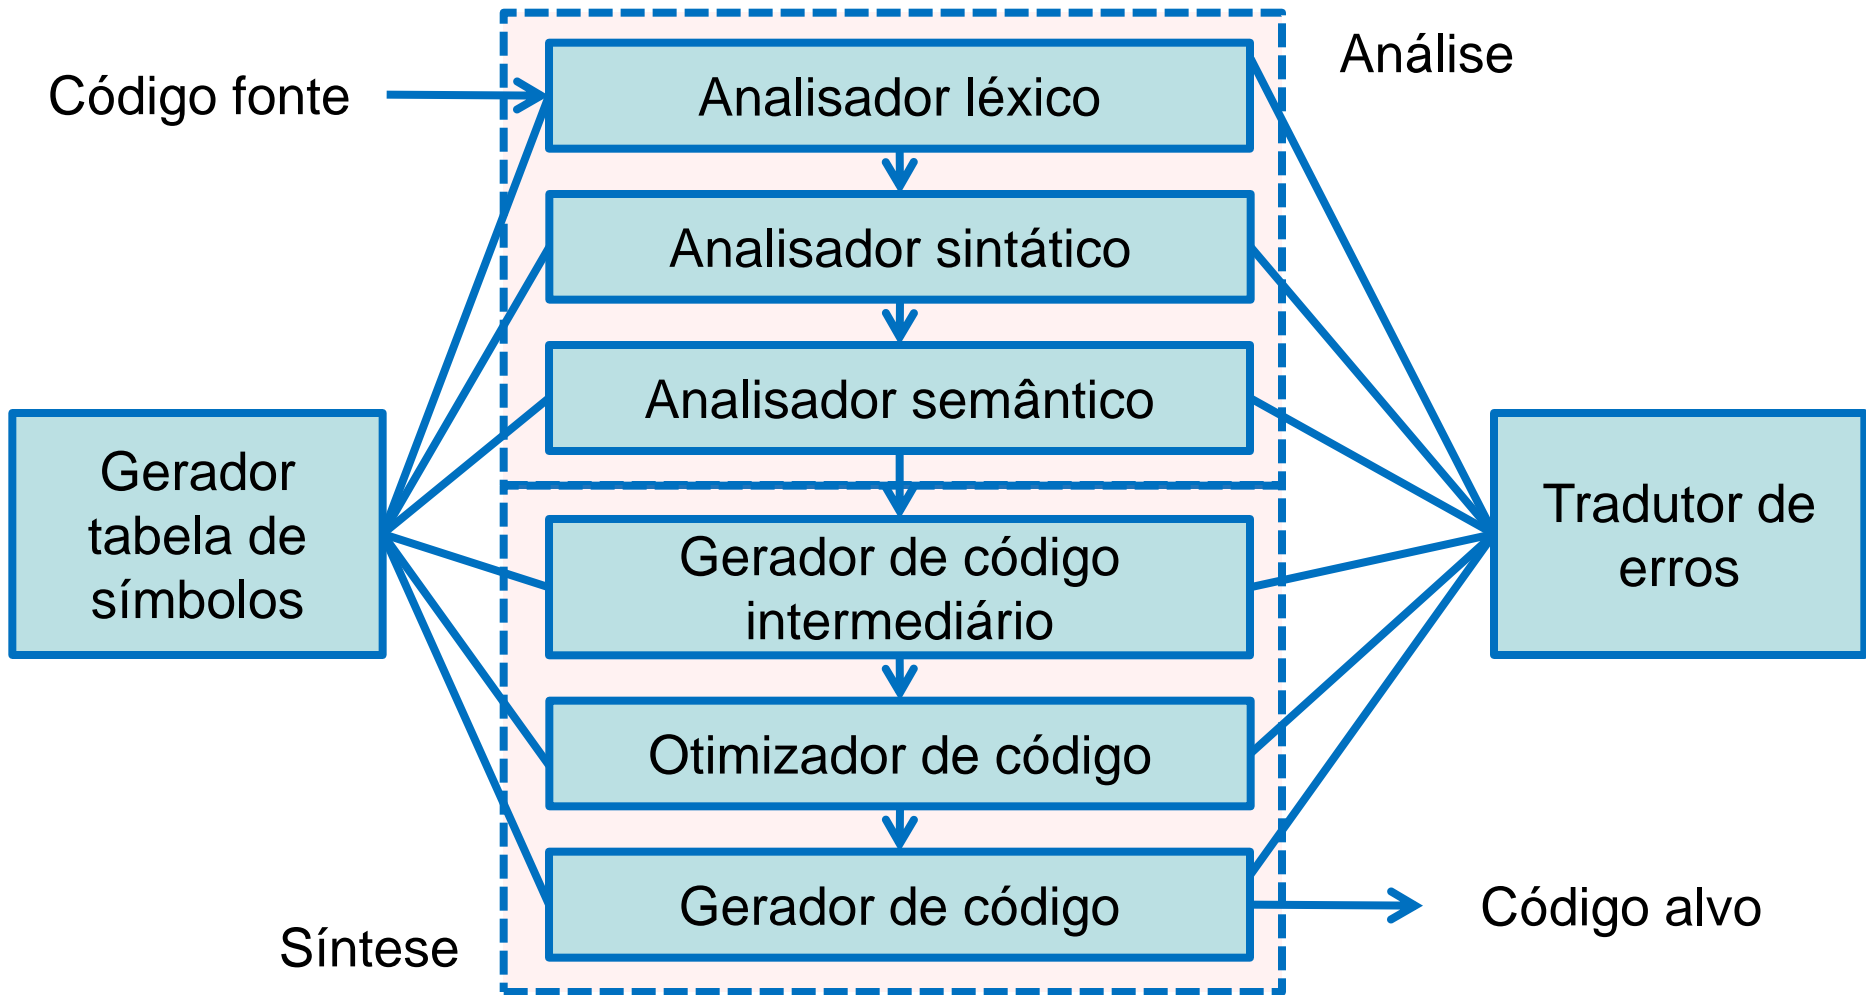 Análise
Código fonte
Analisador léxico
Analisador sintático
Analisador semântico
Gerador
tabela de
símbolos
Tradutor de
erros
Gerador de código
intermediário
Otimizador de código
Gerador de código
Código alvo
Síntese